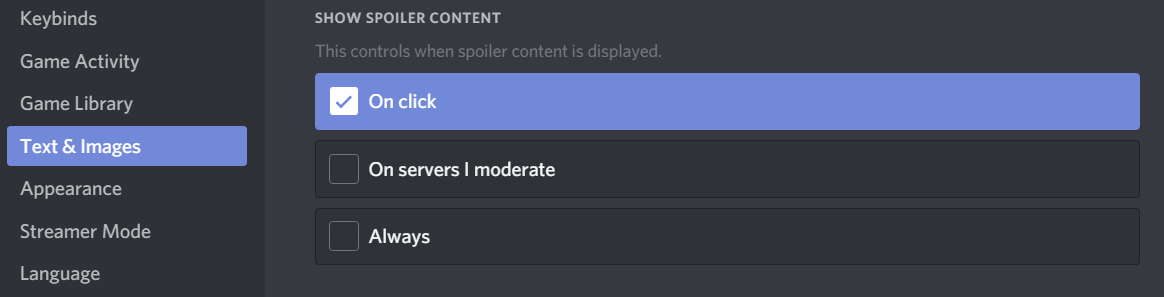 Keybinds
Game Activity
Game Library
Text & Images
Appearance
Streamer Mode
Language
SHOW SPOILER CONTENT
This controls when spoiler content is displayed.
On click
On servers I moderate
Always